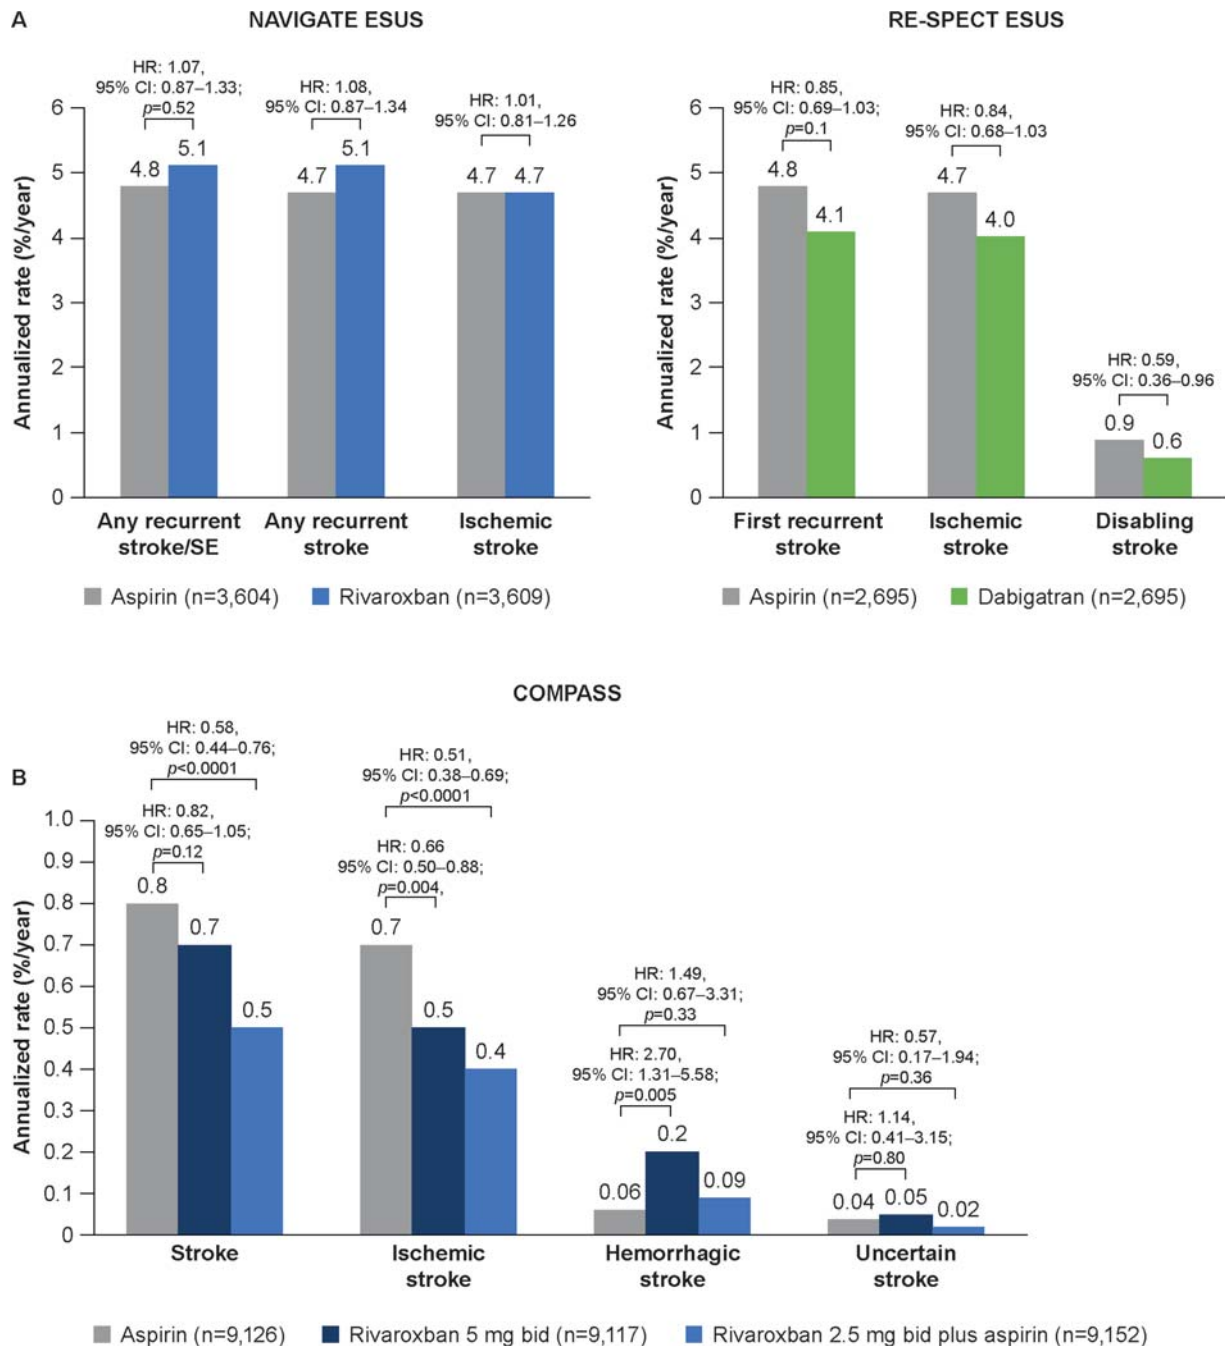 A
NAVIGATE ESUS
HR: 1.07,
95% CI: 0.87–1.33;
p=0.52
HR: 1.08,
95% CI: 0.87–1.34
HR: 1.01,
95% CI: 0.81–1.26
Annualized rate (%/year)
6
5
4
3
2
1
0
4.8
5.1
4.7
5.1
4.7
4.7
Any recurrent
stroke/SE
Any recurrent
stroke
Ischemic
stroke
Aspirin (n=3,604)
Rivaroxban (n=3,609)
RE-SPECT ESUS
HR: 0.85,
95% CI: 0.69–1.03;
p=0.1
HR: 0.84,
95% CI: 0.68–1.03
HR: 0.59,
95% CI: 0.36–0.96
Annualized rate (%/year)
6
5
4
3
2
1
0
4.8
4.1
4.7
4.0
0.9
0.6
First recurrent
stroke
Ischemic
stroke
Disabling
stroke
Aspirin (n=2,695)
Dabigatran (n=2,695)
B
COMPASS
HR: 0.58,
95% CI: 0.44–0.76;
p<0.0001
HR: 0.82,
95% CI: 0.65–1.05;
p=0.12
HR: 0.51,
95% CI: 0.38–0.69;
p<0.0001
HR: 0.66
95% CI: 0.50–0.88;
p=0.004,
HR: 1.49,
95% CI: 0.67–3.31;
p=0.33
HR: 2.70,
95% CI: 1.31–5.58;
p=0.005
HR: 0.57,
95% CI: 0.17–1.94;
p=0.36
HR: 1.14,
95% CI: 0.41–3.15;
p=0.80
Annualized rate (%/year)
1.0
0.9
0.8
0.7
0.6
0.5
0.4
0.3
0.2
0.1
0
0.8
0.7
0.5
0.7
0.5
0.4
0.06
0.2
0.09
0.04
0.05
0.02
Stroke
Ischemic
stroke
Hemorrhagic
stroke
Uncertain
stroke
Aspirin (n=9,126)
Rivaroxban 5 mg bid (n=9,117)
Rivaroxban 2.5 mg bid plus aspirin (n=9,152)